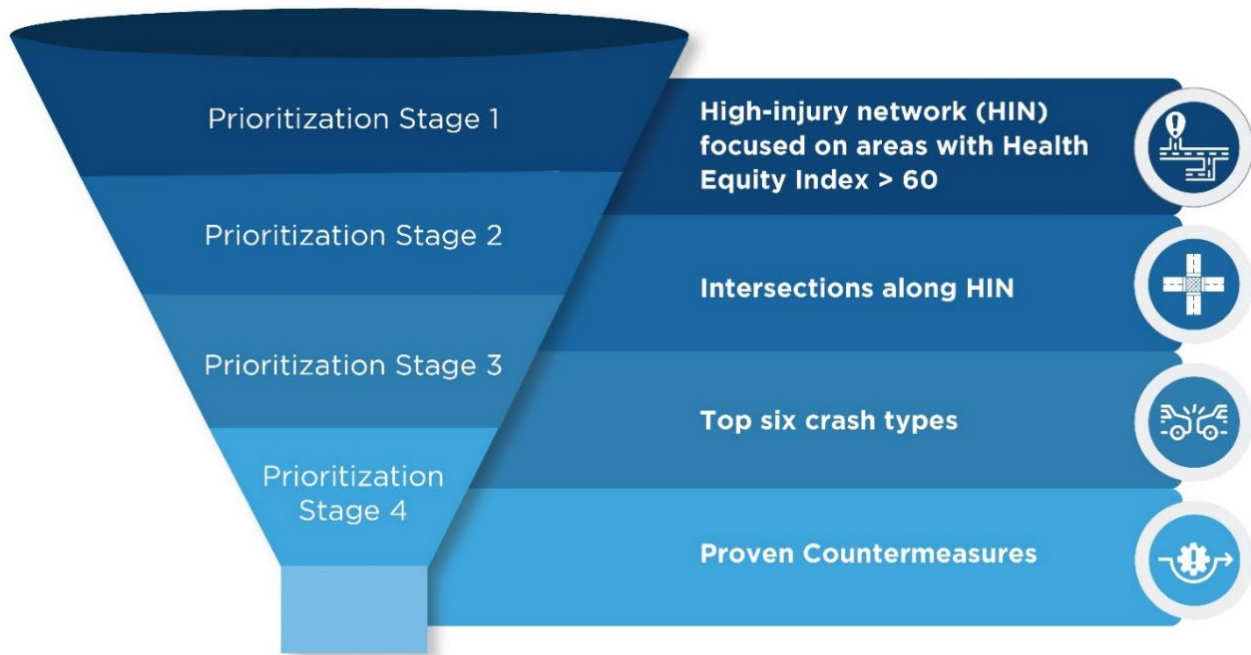 Prioritization Stage 1
High-injury network (HIN)
focused on areas with Health
Equity Index > 60
Prioritization Stage 2
Intersections along HIN
Prioritization Stage 3
Top six crash types
Prioritization
Stage 4
Proven Countermeasures